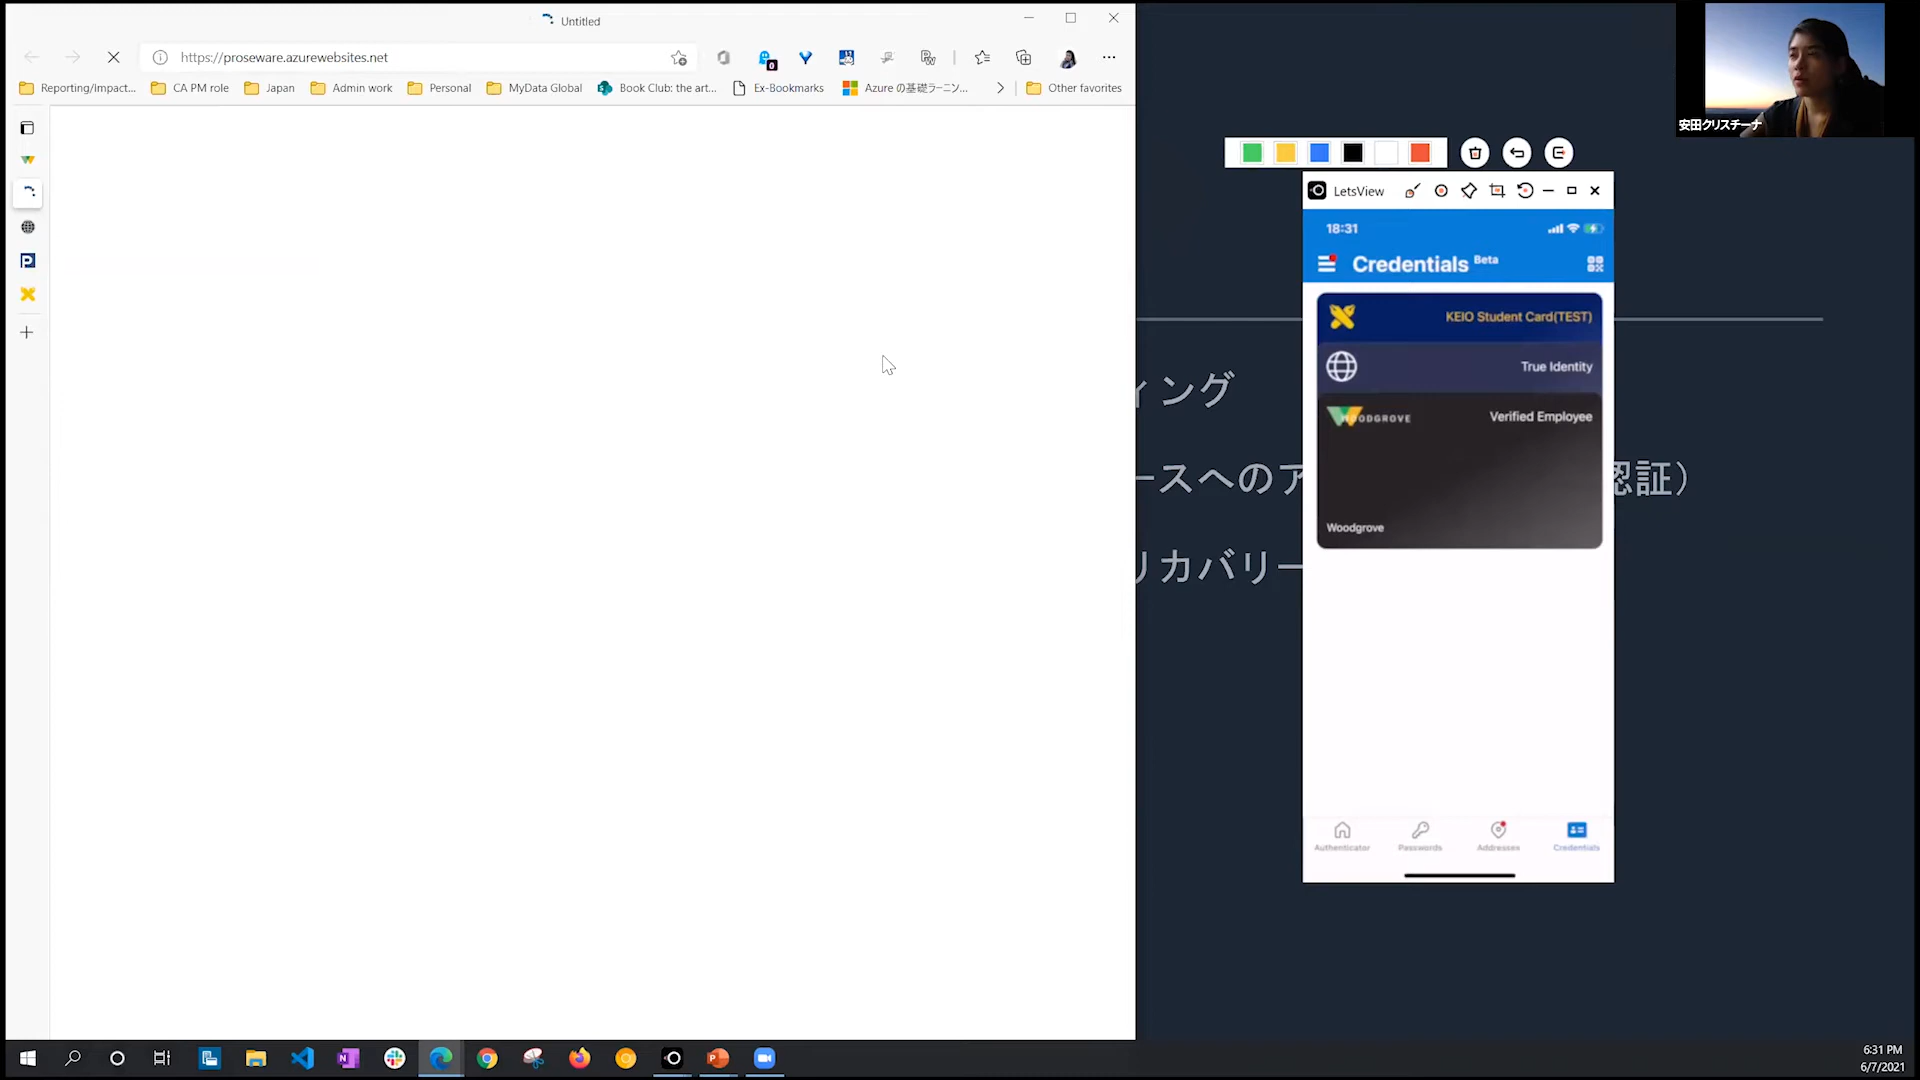 Untitled
https://proseware.azurewebsites.net
0
Reporting/Impact...
CA PM role
Japan
Admin work
Personal
MyData Global
Book Club: the art...
Ex-Bookmarks
Azure の基礎ラーニン...
Other favorites
安田クリスチーナ
LetsView
18:31
Credentials Beta
KEIO Student Card(TEST)
True Identity
WOODGROVE
Verified Employee
Woodgrove
Authenticator
Passwords
Addresses
Credentials
ィング
ースへのア
認証）
リカバリー
6:31 PM
6/7/2021